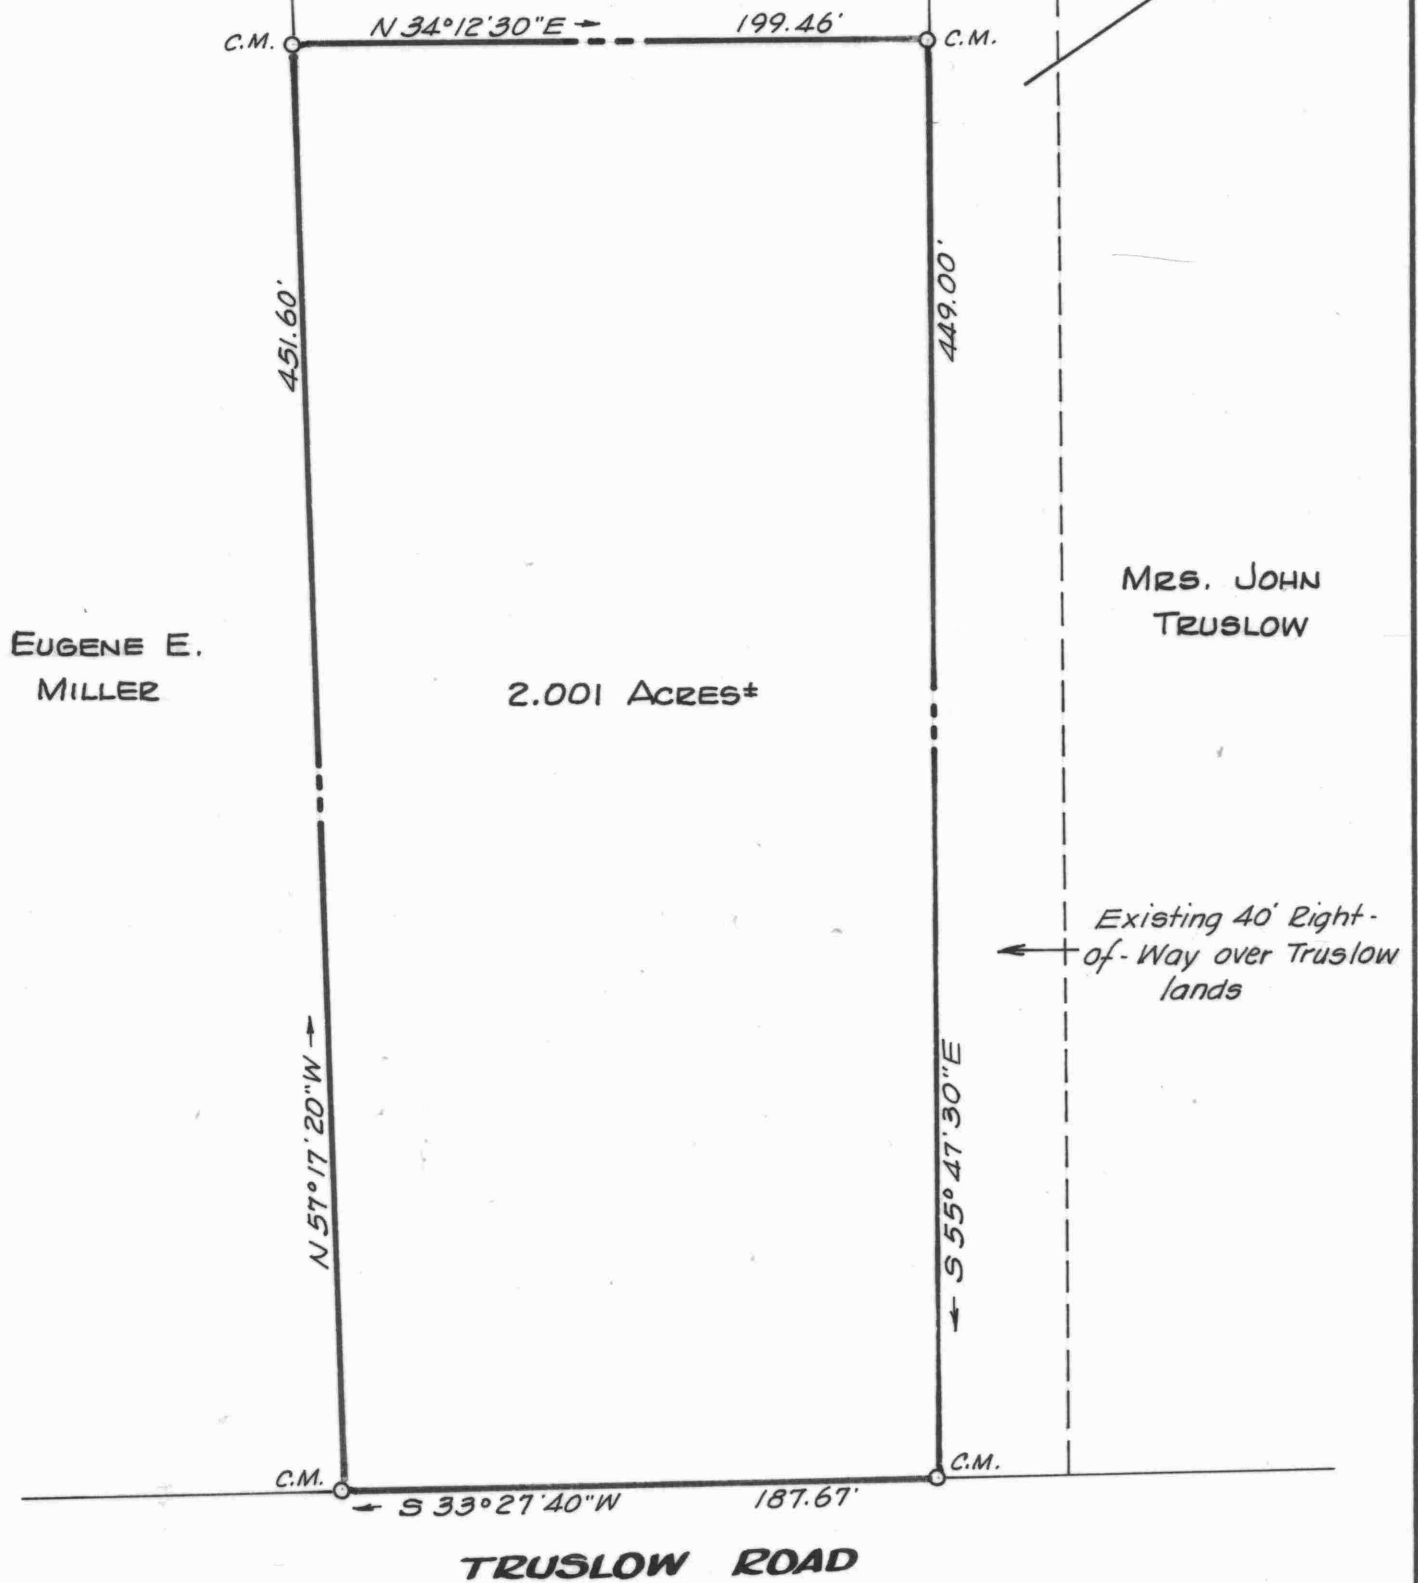 N 34°12'30"E
199.46'
C.M.
C.M.
451.60'
449.00'
MRS. JOHN
TRUSLOW
EUGENE E.
MILLER
2.001 ACRES±
Existing 40' Right-
of-Way over Truslow
lands
N 57°17'20"W
S 55°47'30"E
C.M.
C.M.
S 33°27'40"W
187.67'
TRUSLOW ROAD